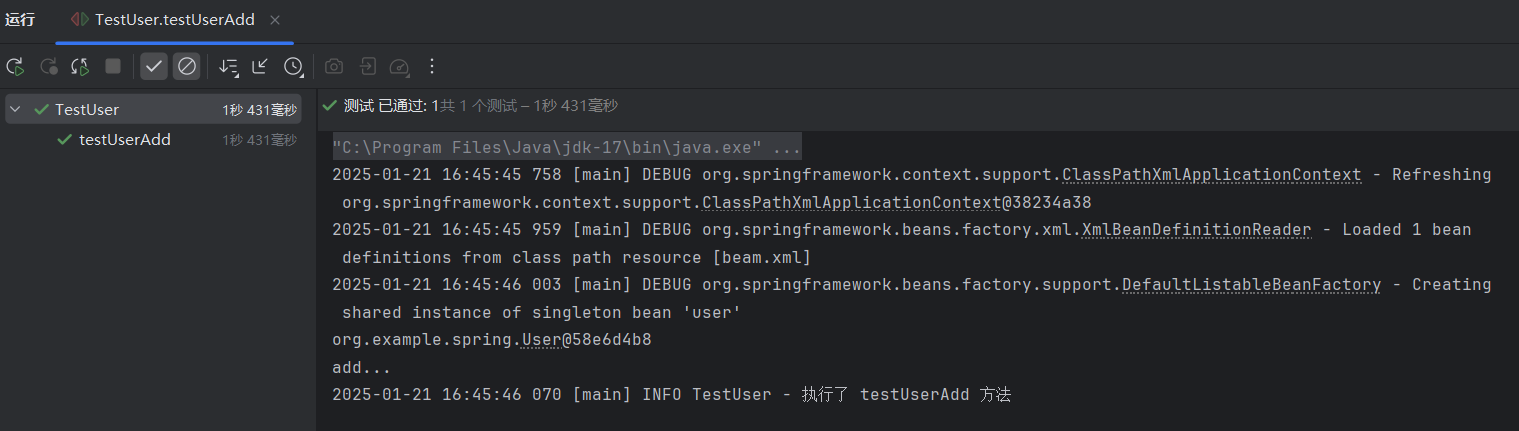 运行
TestUser.testUserAdd
TestUser 1秒 431毫秒
testUserAdd 1秒 431毫秒
测试 已通过: 1共 1 个测试 – 1秒 431毫秒
"C:\Program Files\Java\jdk-17\bin\java.exe" ...
2025-01-21 16:45:45 758 [main] DEBUG org.springframework.context.support.ClassPathXmlApplicationContext - Refreshing
org.springframework.context.support.ClassPathXmlApplicationContext@38234a38
2025-01-21 16:45:45 959 [main] DEBUG org.springframework.beans.factory.xml.XmlBeanDefinitionReader - Loaded 1 bean
definitions from class path resource [beam.xml]
2025-01-21 16:45:46 003 [main] DEBUG org.springframework.beans.factory.support.DefaultListableBeanFactory - Creating
shared instance of singleton bean 'user'
org.example.spring.User@58e6d4b8
add...
2025-01-21 16:45:46 070 [main] INFO TestUser - 执行了 testUserAdd 方法